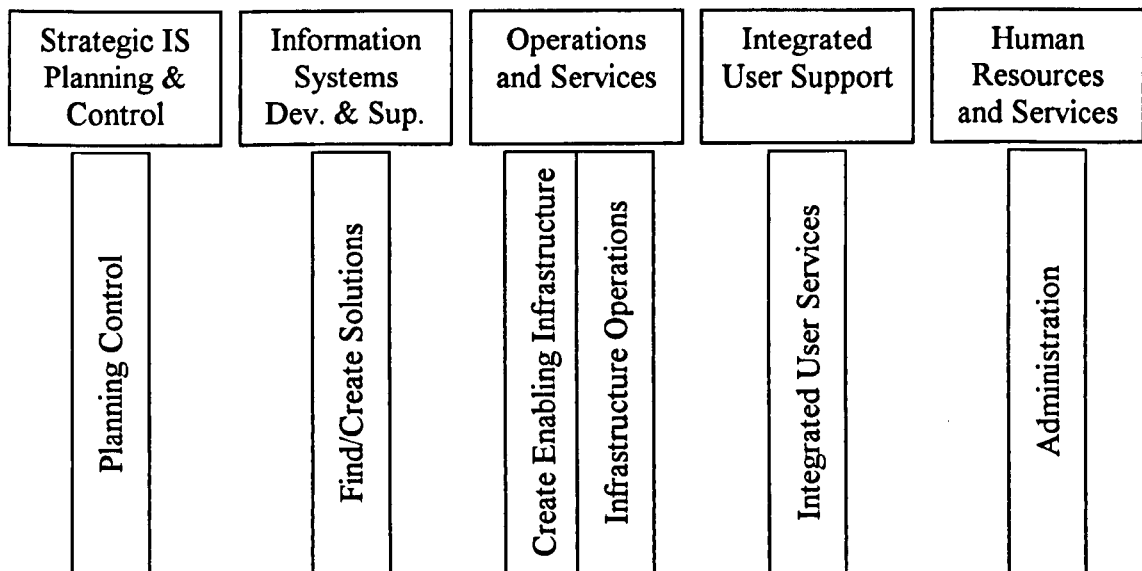 Strategic IS
Planning &
Control
Information
Systems
Dev. & Sup.
Operations
and Services
Integrated
User Support
Human
Resources
and Services
Planning Control
Find/Create Solutions
Create Enabling Infrastructure
Infrastructure Operations
Integrated User Services
Administration